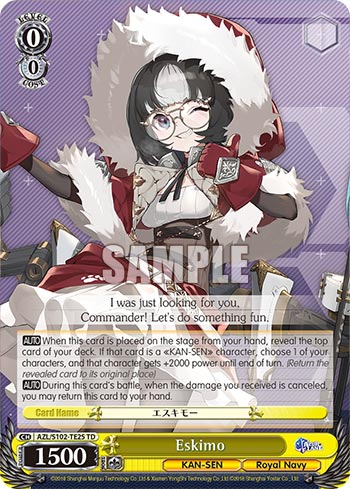 LEVEL
0
0
COST
SAMPLE
I was just looking for you,
Commander! Let's do something fun.
AUTO When this card is placed on the stage from your hand, reveal the top
card of your deck. If that card is a «KAN-SEN» character, choose 1 of your
characters, and that character gets +2000 power until end of turn. (Return the
revealed card to its original place)
AUTO During this card's battle, when the damage you received is canceled,
you may return this card to your hand.
Card Name エスキモー
CH AZL/S102-TE25 TD
1500
Eskimo
KAN-SEN Royal Navy